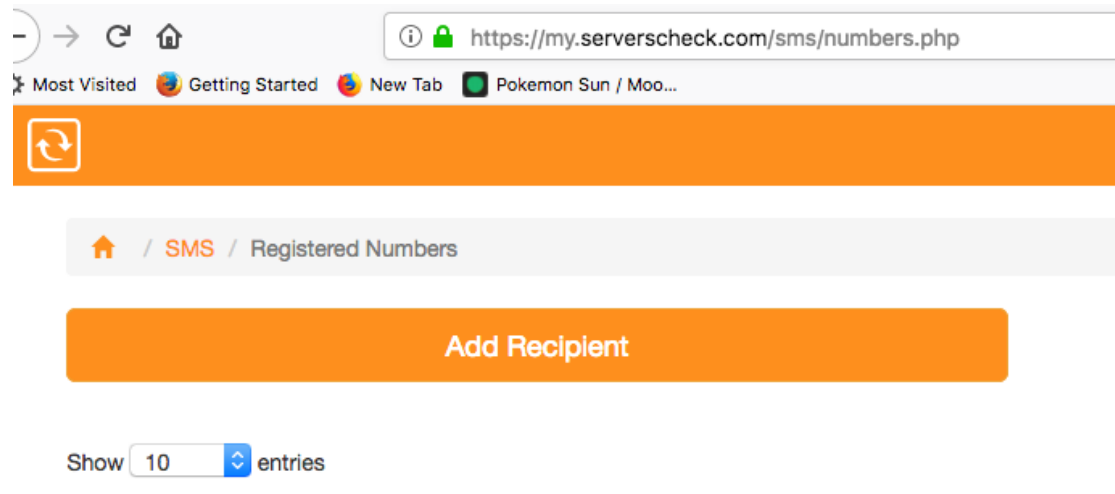 https://my.serverscheck.com/sms/numbers.php
Most Visited Getting Started New Tab Pokemon Sun / Moo...
/ SMS / Registered Numbers
Add Recipient
Show 10 entries